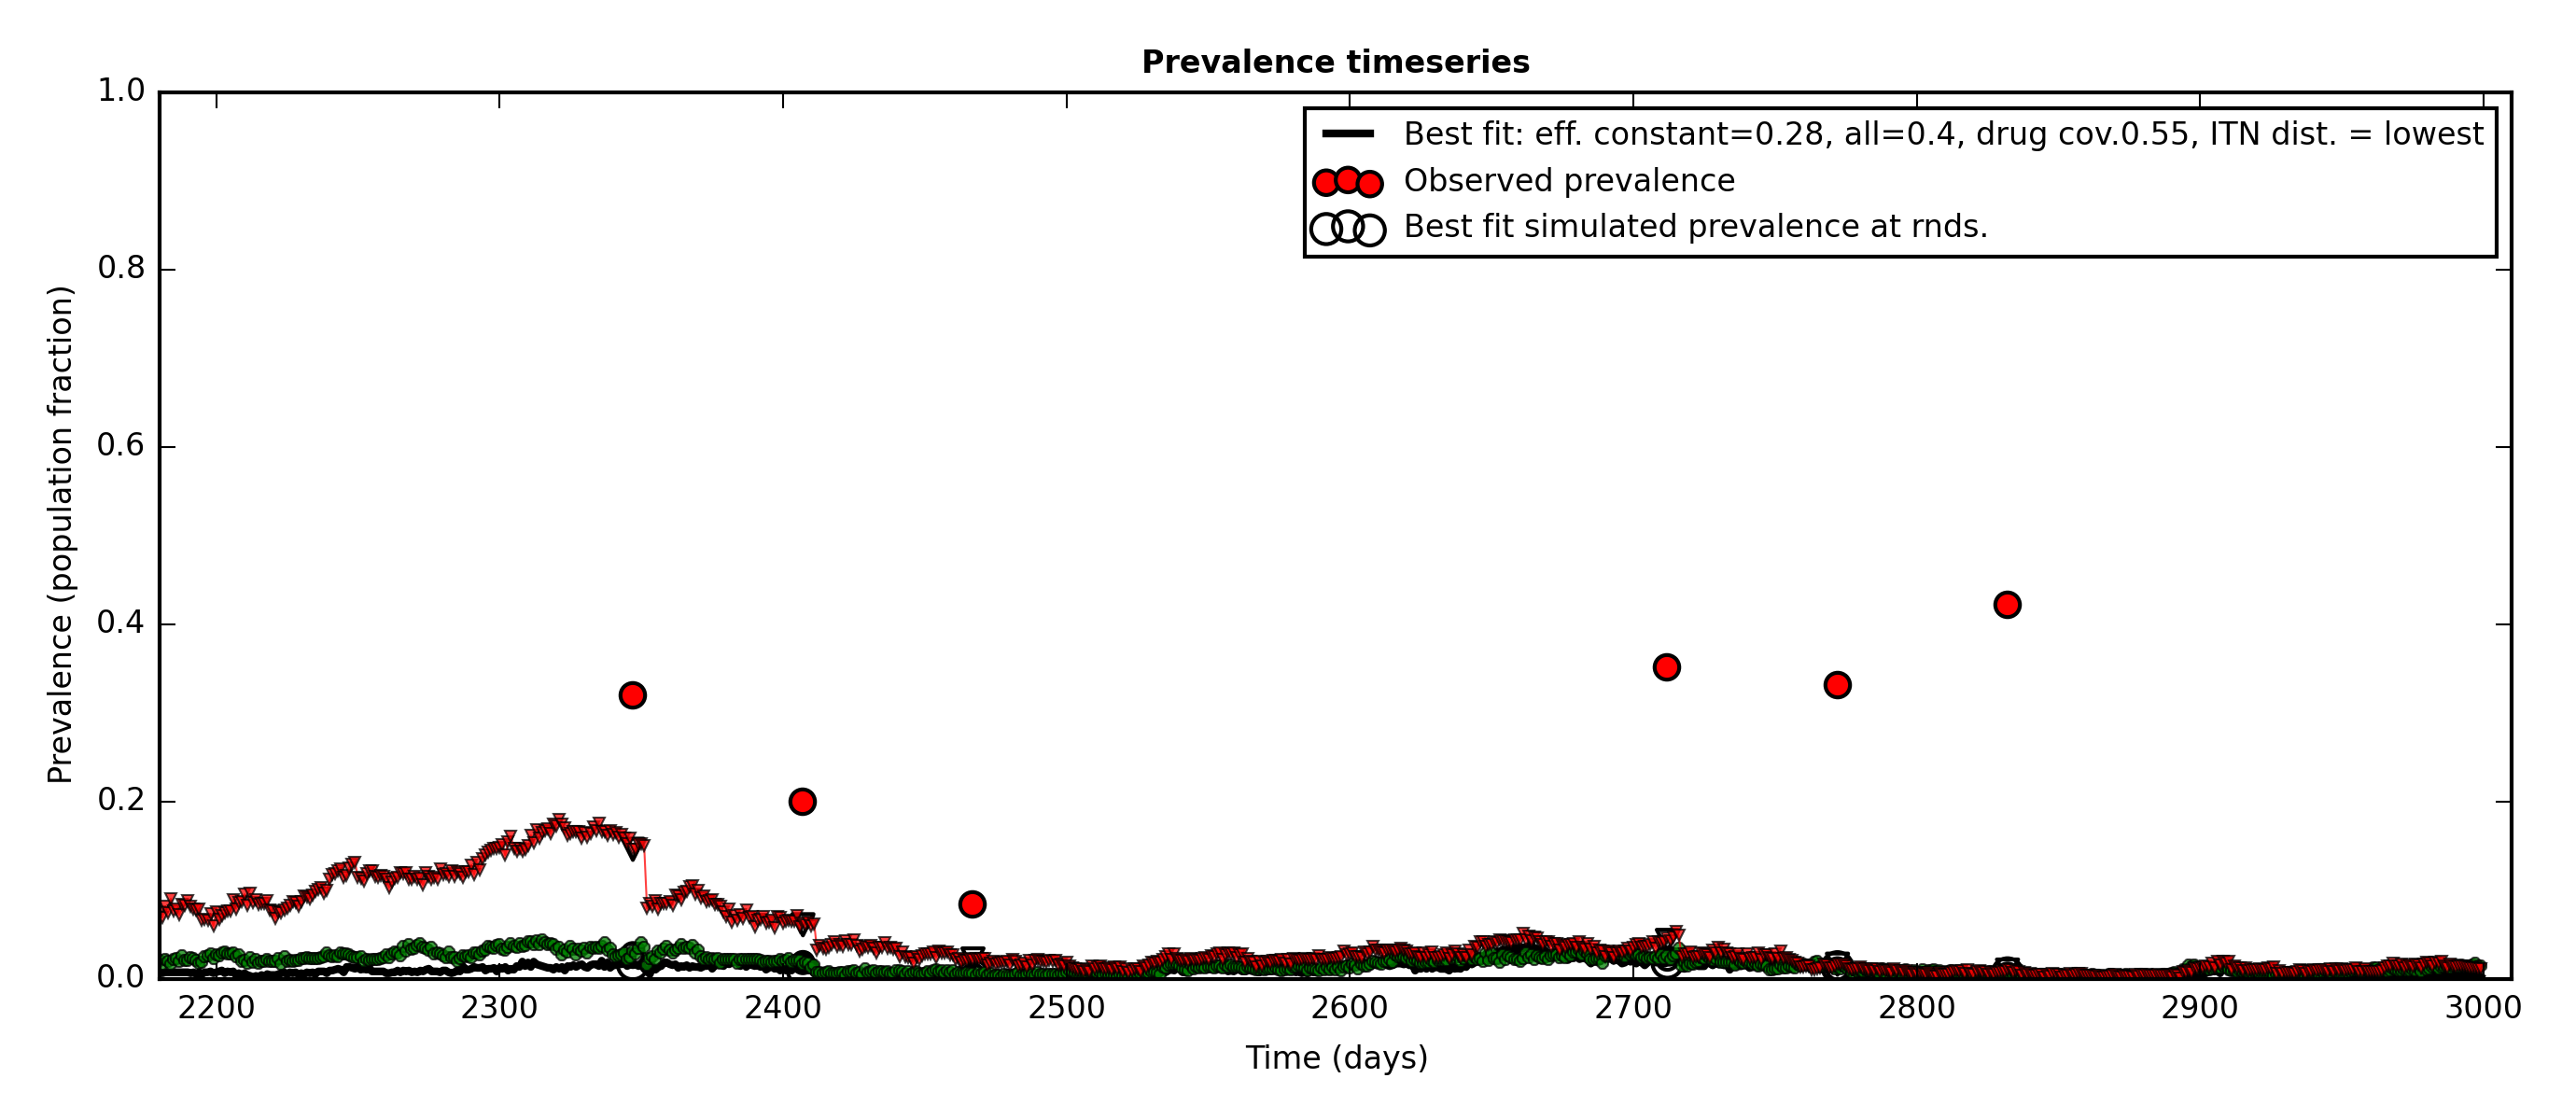 Prevalence timeseries
1.0
0.8
0.6
0.4
0.2
0.0
Prevalence (population fraction)
Best fit: eff. constant=0.28, all=0.4, drug cov.0.55, ITN dist. = lowest
Observed prevalence
Best fit simulated prevalence at rnds.
2200 2300 2400 2500 2600 2700 2800 2900 3000
Time (days)